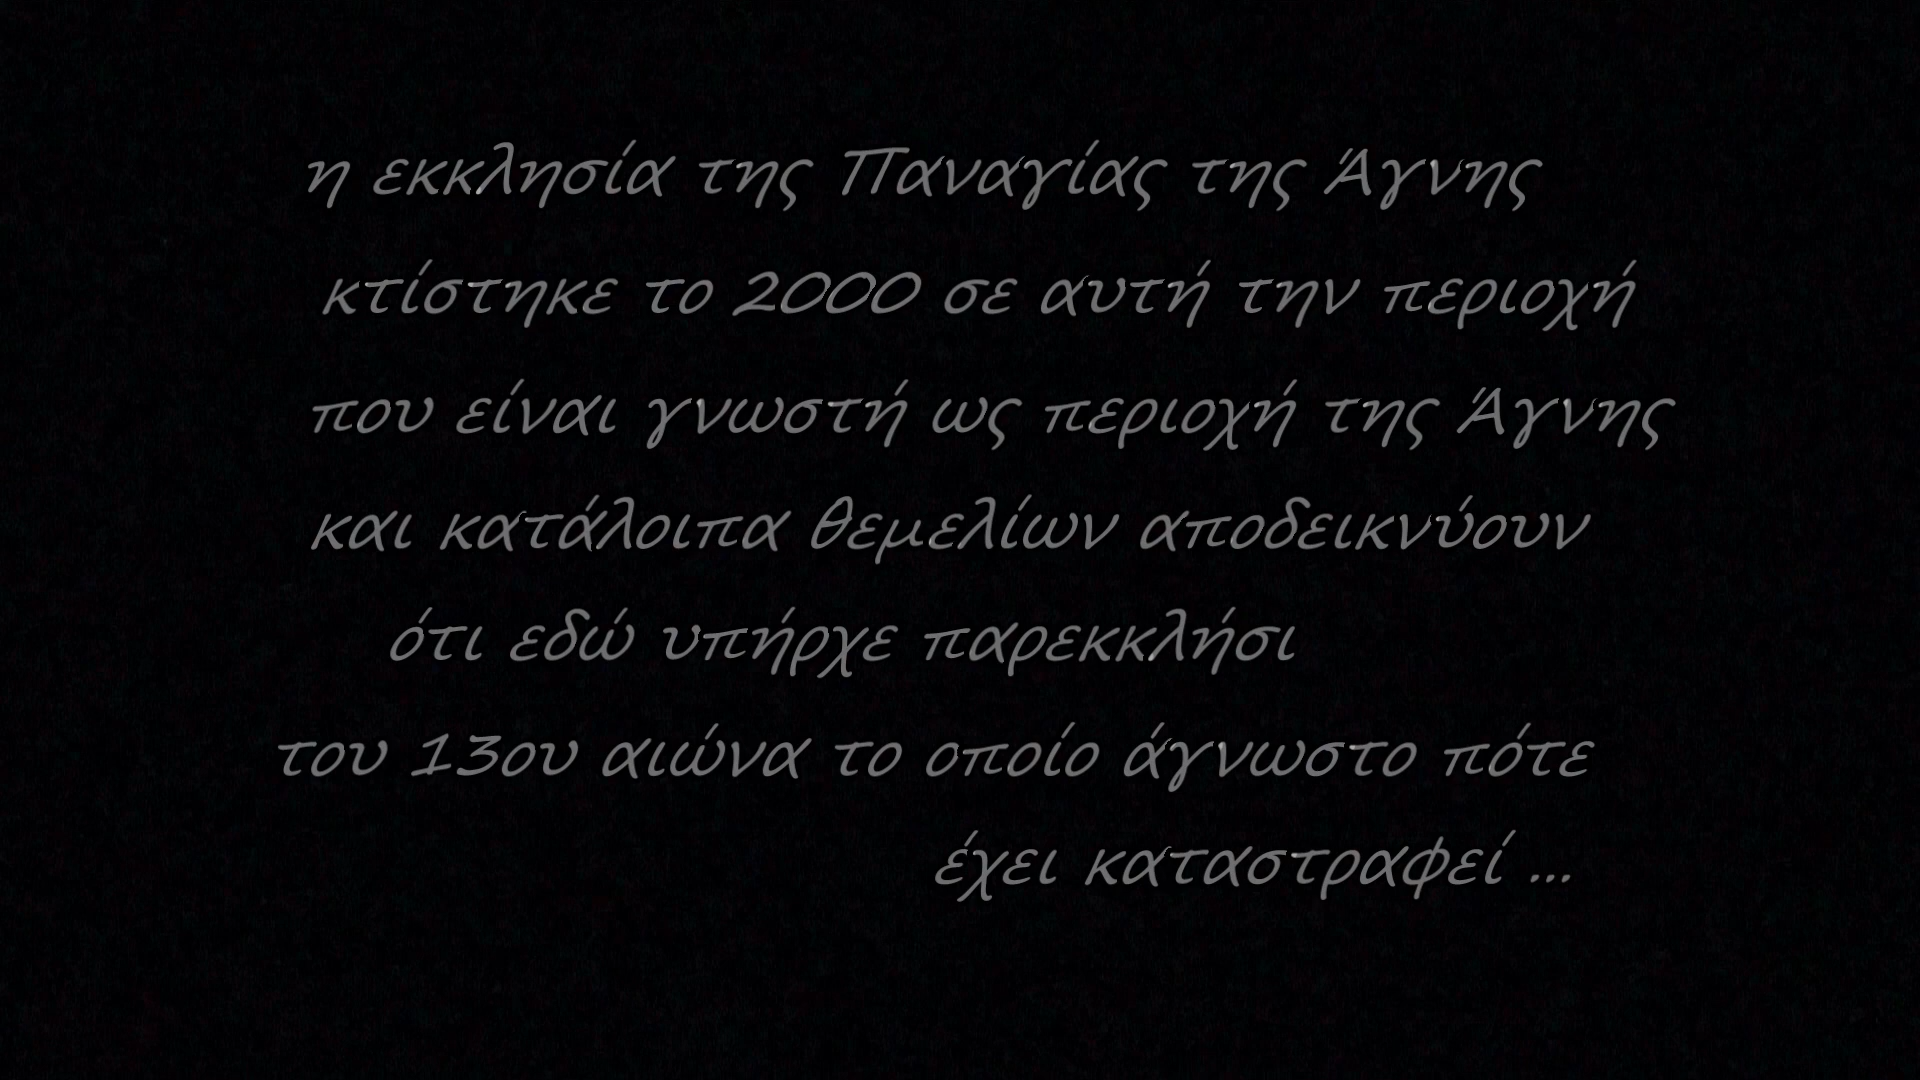 η εκκλησία της Παναγίας της Άγνης
κτίστηκε το 2000 σε αυτή την περιοχή
που είναι γνωστή ως περιοχή της Άγνης
και κατάλοιπα θεμελίων αποδεικνύουν
ότι εδώ υπήρχε παρεκκλήσι
του 13ου αιώνα το οποίο άγνωστο πότε
έχει καταστραφεί ...